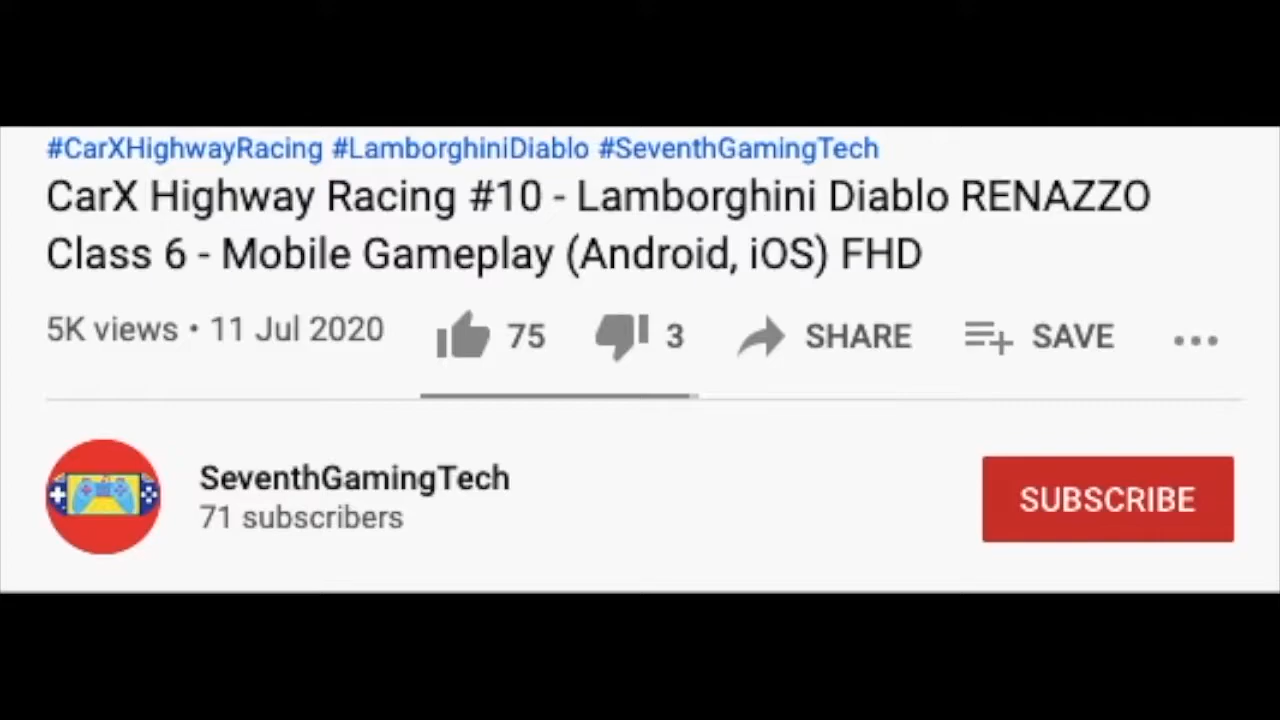 #CarXHighwayRacing #LamborghiniDiablo #SeventhGamingTech
CarX Highway Racing #10 - Lamborghini Diablo RENAZZO
Class 6 - Mobile Gameplay (Android, iOS) FHD
5K views • 11 Jul 2020 75 3 SHARE SAVE
SeventhGamingTech
71 subscribers
SUBSCRIBE